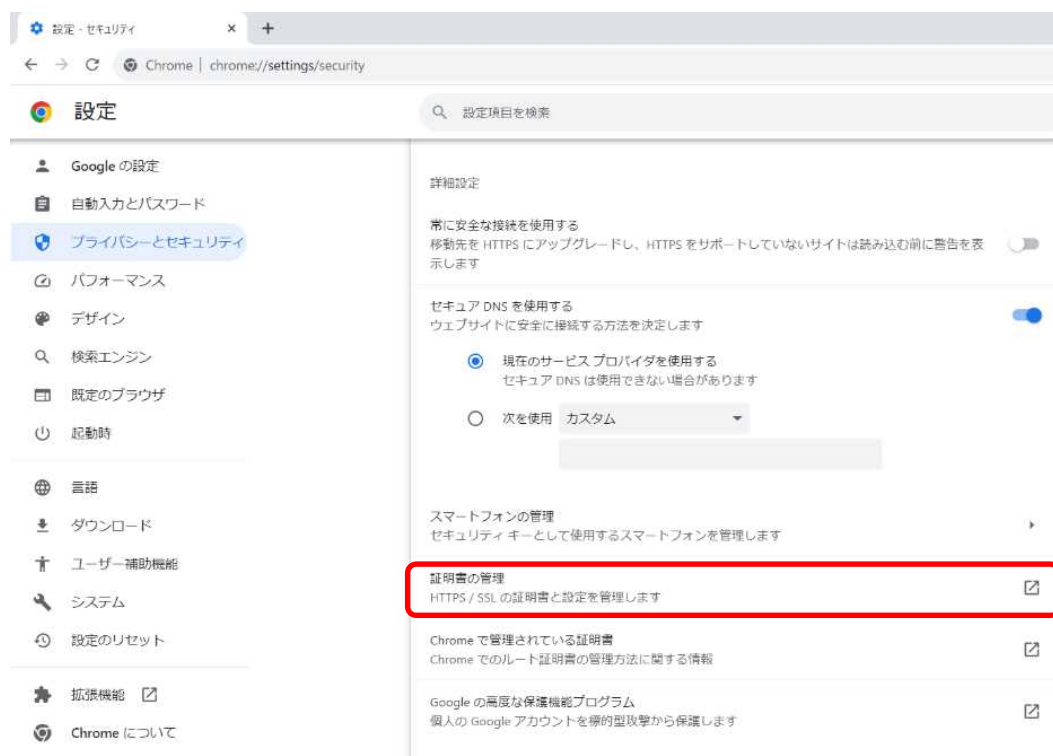 設定 - セキュリティ
Chrome | chrome://settings/security
設定
設定項目を検索
Google の設定
自動入力とパスワード
プライバシーとセキュリティ
パフォーマンス
デザイン
検索エンジン
既定のブラウザ
起動時
言語
ダウンロード
ユーザー補助機能
システム
設定のリセット
拡張機能
Chrome について
詳細設定
常に安全な接続を使用する
移動先を HTTPS にアップグレードし、HTTPS をサポートしていないサイトは読み込む前に警告を表
示します
セキュア DNS を使用する
ウェブサイトに安全に接続する方法を決定します
現在のサービス プロバイダを使用する
セキュア DNS は使用できない場合があります
次を使用 カスタム
スマートフォンの管理
セキュリティ キーとして使用するスマートフォンを管理します
証明書の管理
HTTPS / SSL の証明書と設定を管理します
Chrome で管理されている証明書
Chrome でのルート証明書の管理方法に関する情報
Google の高度な保護機能プログラム
個人の Google アカウントを標的型攻撃から保護します